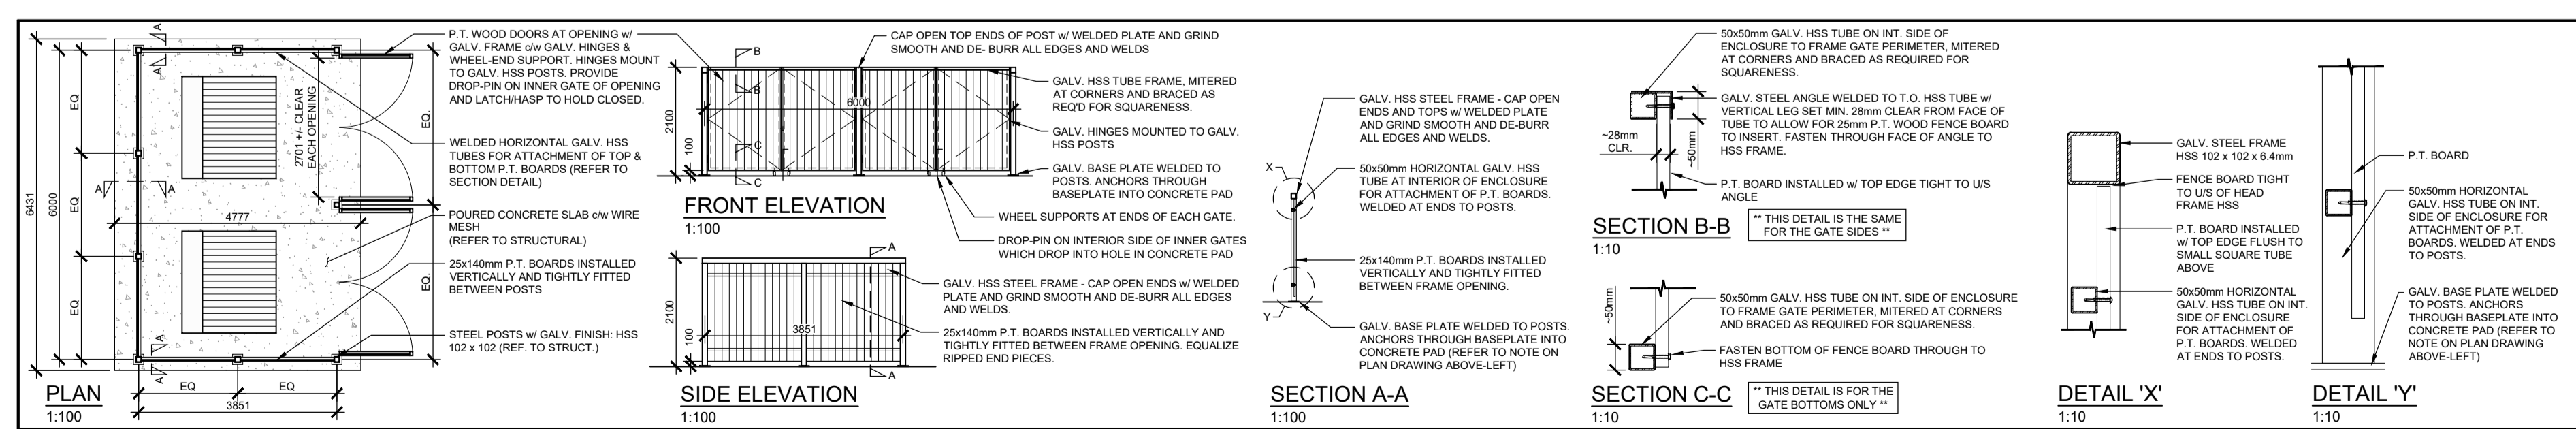 A
A
A
A
A
A
6431
6000
EQ
EQ
EQ
4777
2701 +/- CLEAR
EACH OPENING
EQ.
EQ.
EQ
EQ
3851
PLAN
1:100
P.T. WOOD DOORS AT OPENING w/
GALV. FRAME c/w GALV. HINGES &
WHEEL-END SUPPORT. HINGES MOUNT
TO GALV. HSS POSTS. PROVIDE
DROP-PIN ON INNER GATE OF OPENING
AND LATCH/HASP TO HOLD CLOSED.
WELDED HORIZONTAL GALV. HSS
TUBES FOR ATTACHMENT OF TOP &
BOTTOM P.T. BOARDS (REFER TO
SECTION DETAIL)
POURED CONCRETE SLAB c/w WIRE
MESH
(REFER TO STRUCTURAL)
25x140mm P.T. BOARDS INSTALLED
VERTICALLY AND TIGHTLY FITTED
BETWEEN POSTS
STEEL POSTS w/ GALV. FINISH: HSS
102 x 102 (REF. TO STRUCT.)
B
B
C
C
2100
100
6000
FRONT ELEVATION
1:100
CAP OPEN TOP ENDS OF POST w/ WELDED PLATE AND GRIND
SMOOTH AND DE- BURR ALL EDGES AND WELDS
GALV. HSS TUBE FRAME, MITERED
AT CORNERS AND BRACED AS
REQ'D FOR SQUARENESS.
GALV. HINGES MOUNTED TO GALV.
HSS POSTS
GALV. BASE PLATE WELDED TO
POSTS. ANCHORS THROUGH
BASEPLATE INTO CONCRETE PAD
WHEEL SUPPORTS AT ENDS OF EACH GATE.
DROP-PIN ON INTERIOR SIDE OF INNER GATES
WHICH DROP INTO HOLE IN CONCRETE PAD
A
A
2100
100
3851
SIDE ELEVATION
1:100
GALV. HSS STEEL FRAME - CAP OPEN ENDS w/ WELDED
PLATE AND GRIND SMOOTH AND DE-BURR ALL EDGES
AND WELDS.
25x140mm P.T. BOARDS INSTALLED VERTICALLY AND
TIGHTLY FITTED BETWEEN FRAME OPENING. EQUALIZE
RIPPED END PIECES.
X
Y
GALV. HSS STEEL FRAME - CAP OPEN
ENDS AND TOPS w/ WELDED PLATE
AND GRIND SMOOTH AND DE-BURR
ALL EDGES AND WELDS.
50x50mm HORIZONTAL GALV. HSS
TUBE AT INTERIOR OF ENCLOSURE
FOR ATTACHMENT OF P.T. BOARDS.
WELDED AT ENDS TO POSTS.
25x140mm P.T. BOARDS INSTALLED
VERTICALLY AND TIGHTLY FITTED
BETWEEN FRAME OPENING.
GALV. BASE PLATE WELDED TO POSTS.
ANCHORS THROUGH BASEPLATE INTO
CONCRETE PAD (REFER TO NOTE ON
PLAN DRAWING ABOVE-LEFT)
SECTION A-A
1:100
50x50mm GALV. HSS TUBE ON INT. SIDE OF
ENCLOSURE TO FRAME GATE PERIMETER, MITERED
AT CORNERS AND BRACED AS REQUIRED FOR
SQUARENESS.
GALV. STEEL ANGLE WELDED TO T.O. HSS TUBE w/
VERTICAL LEG SET MIN. 28mm CLEAR FROM FACE OF
TUBE TO ALLOW FOR 25mm P.T. WOOD FENCE BOARD
TO INSERT. FASTEN THROUGH FACE OF ANGLE TO
HSS FRAME.
P.T. BOARD INSTALLED w/ TOP EDGE TIGHT TO U/S
ANGLE
~28mm
CLR.
~50mm
SECTION B-B
1:10
** THIS DETAIL IS THE SAME
FOR THE GATE SIDES **
~50mm
50x50mm GALV. HSS TUBE ON INT. SIDE OF ENCLOSURE
TO FRAME GATE PERIMETER, MITERED AT CORNERS
AND BRACED AS REQUIRED FOR SQUARENESS.
FASTEN BOTTOM OF FENCE BOARD THROUGH TO
HSS FRAME
SECTION C-C
1:10
** THIS DETAIL IS FOR THE
GATE BOTTOMS ONLY **
GALV. STEEL FRAME
HSS 102 x 102 x 6.4mm
FENCE BOARD TIGHT
TO U/S OF HEAD
FRAME HSS
P.T. BOARD INSTALLED
w/ TOP EDGE FLUSH TO
SMALL SQUARE TUBE
ABOVE
50x50mm HORIZONTAL
GALV. HSS TUBE ON INT.
SIDE OF ENCLOSURE
FOR ATTACHMENT OF
P.T. BOARDS. WELDED
AT ENDS TO POSTS.
DETAIL 'X'
1:10
P.T. BOARD
50x50mm HORIZONTAL
GALV. HSS TUBE ON INT.
SIDE OF ENCLOSURE FOR
ATTACHMENT OF P.T.
BOARDS. WELDED AT ENDS
TO POSTS.
GALV. BASE PLATE WELDED
TO POSTS. ANCHORS
THROUGH BASEPLATE INTO
CONCRETE PAD (REFER TO
NOTE ON PLAN DRAWING
ABOVE-LEFT)
DETAIL 'Y'
1:10